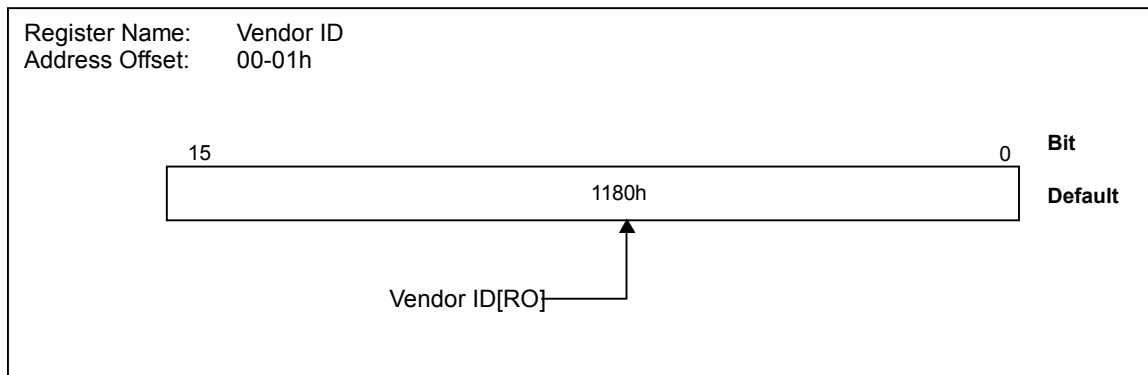 Register Name: Vendor ID
Address Offset: 00-01h
15 0 Bit
1180h Default
Vendor ID[RO]